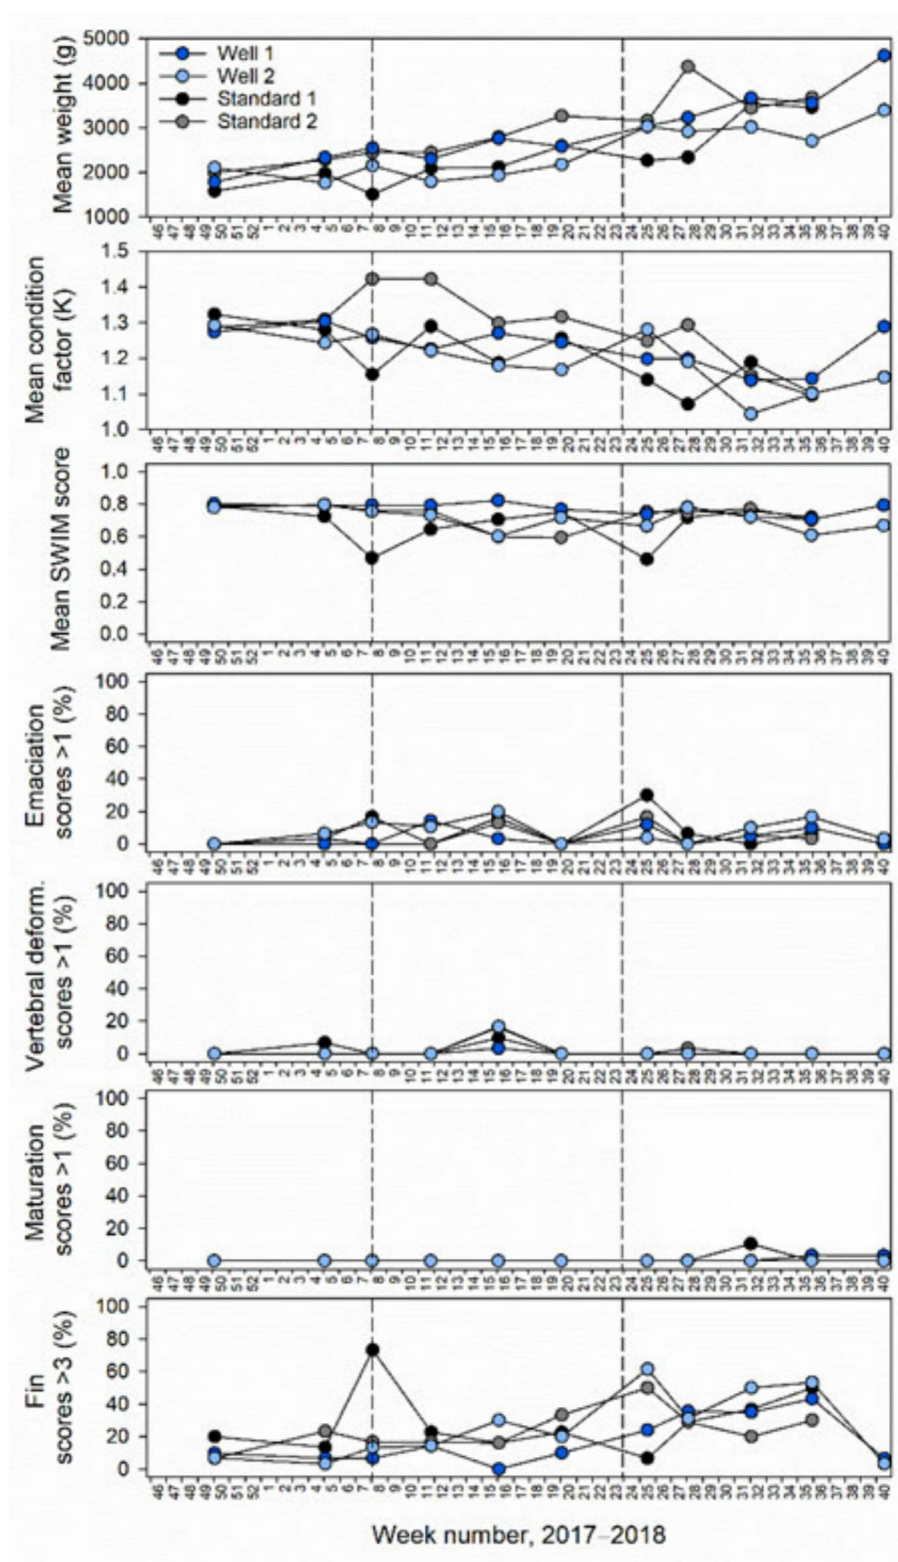 Mean weight (g)
5000
4000
3000
2000
1000
Well 1
Well 2
Standard 1
Standard 2
46 47 48 49 50 51 52 1 2 3 4 5 6 7 8 9 10 11 12 13 14 15 16 17 18 19 20 21 22 23 24 25 26 27 28 29 30 31 32 33 34 35 36 37 38 39 40
Mean condition
factor (K)
1.5
1.4
1.3
1.2
1.1
1.0
46 47 48 49 50 51 52 1 2 3 4 5 6 7 8 9 10 11 12 13 14 15 16 17 18 19 20 21 22 23 24 25 26 27 28 29 30 31 32 33 34 35 36 37 38 39 40
Mean SWIM score
1.0
0.8
0.6
0.4
0.2
0.0
46 47 48 49 50 51 52 1 2 3 4 5 6 7 8 9 10 11 12 13 14 15 16 17 18 19 20 21 22 23 24 25 26 27 28 29 30 31 32 33 34 35 36 37 38 39 40
Emaciation
scores >1 (%)
100
80
60
40
20
0
46 47 48 49 50 51 52 1 2 3 4 5 6 7 8 9 10 11 12 13 14 15 16 17 18 19 20 21 22 23 24 25 26 27 28 29 30 31 32 33 34 35 36 37 38 39 40
Vertebral deform.
scores >1 (%)
100
80
60
40
20
0
46 47 48 49 50 51 52 1 2 3 4 5 6 7 8 9 10 11 12 13 14 15 16 17 18 19 20 21 22 23 24 25 26 27 28 29 30 31 32 33 34 35 36 37 38 39 40
Maturation
scores >1 (%)
100
80
60
40
20
0
46 47 48 49 50 51 52 1 2 3 4 5 6 7 8 9 10 11 12 13 14 15 16 17 18 19 20 21 22 23 24 25 26 27 28 29 30 31 32 33 34 35 36 37 38 39 40
Fin
scores >3 (%)
100
80
60
40
20
0
46 47 48 49 50 51 52 1 2 3 4 5 6 7 8 9 10 11 12 13 14 15 16 17 18 19 20 21 22 23 24 25 26 27 28 29 30 31 32 33 34 35 36 37 38 39 40
Week number, 2017–2018